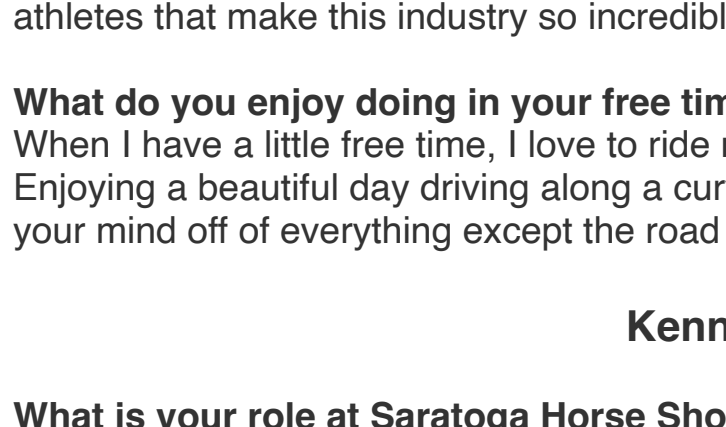 athletes that make this industry so incredibl
What do you enjoy doing in your free tim
When I have a little free time, I love to ride
Enjoying a beautiful day driving along a cur
your mind off of everything except the road
Kenn
What is your role at Saratoga Horse Sho